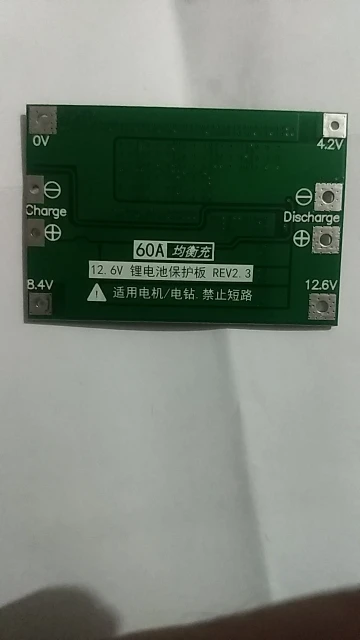 0V
4.2V
⊖
⊖
Charge
Discharge
⊕
⊕
60A 均衡充
12.6V 锂电池保护板 REV2.3
8.4V
12.6V
适用电机/电钻.禁止短路